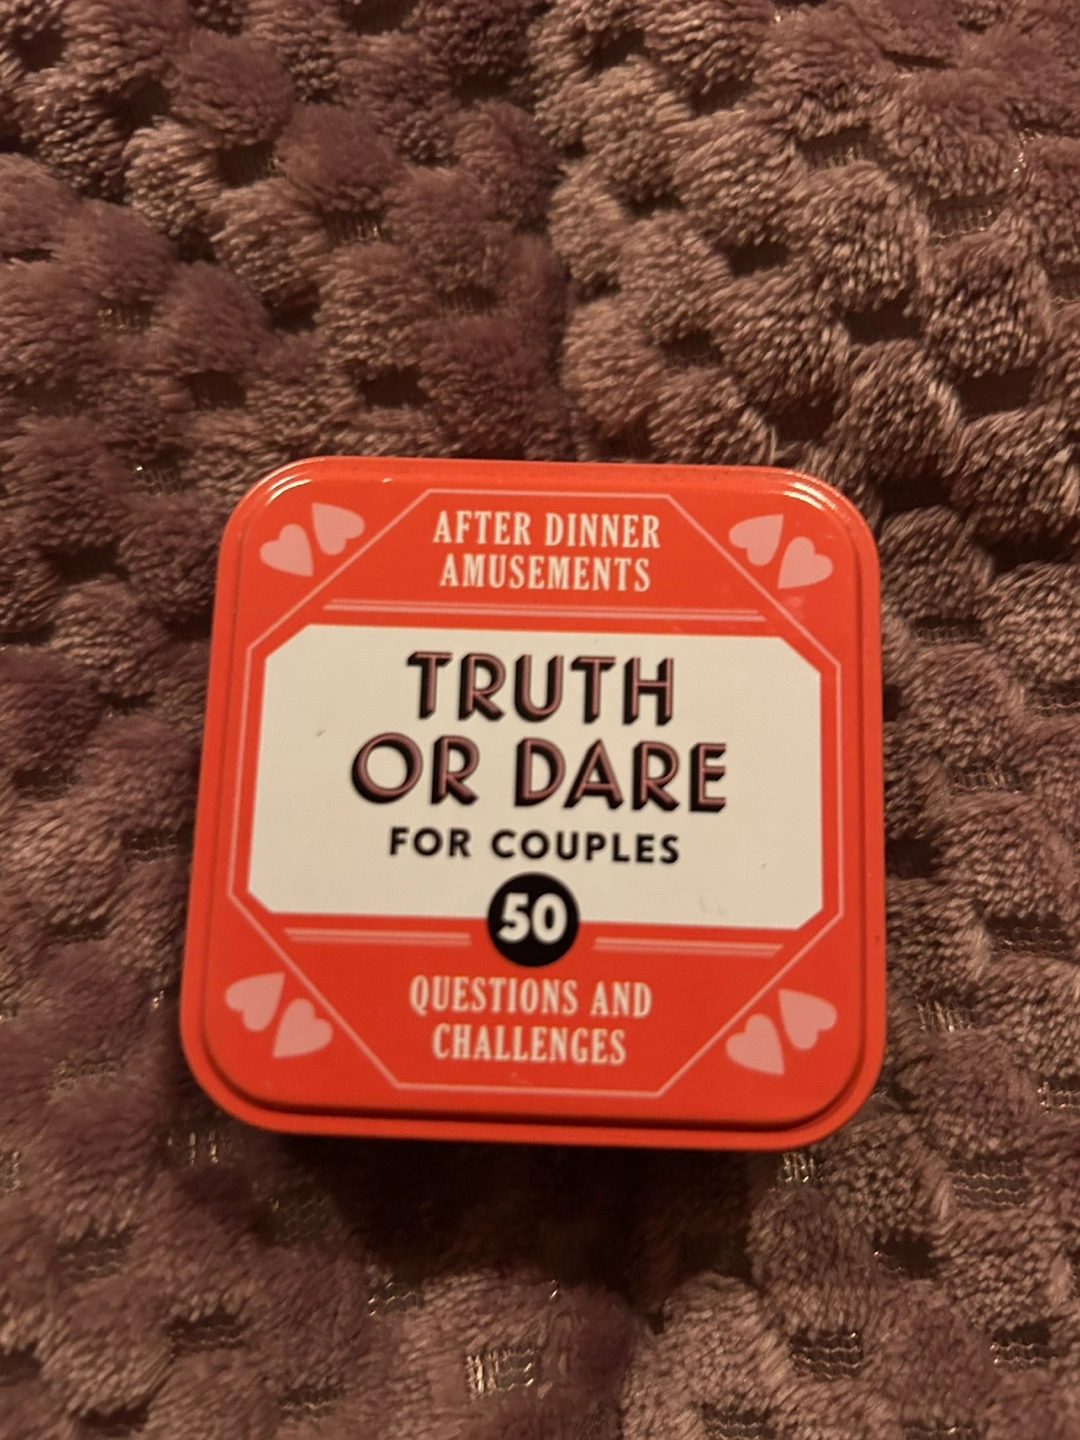 AFTER DINNER
AMUSEMENTS
TRUTH
OR DARE
FOR COUPLES
50
QUESTIONS AND
CHALLENGES